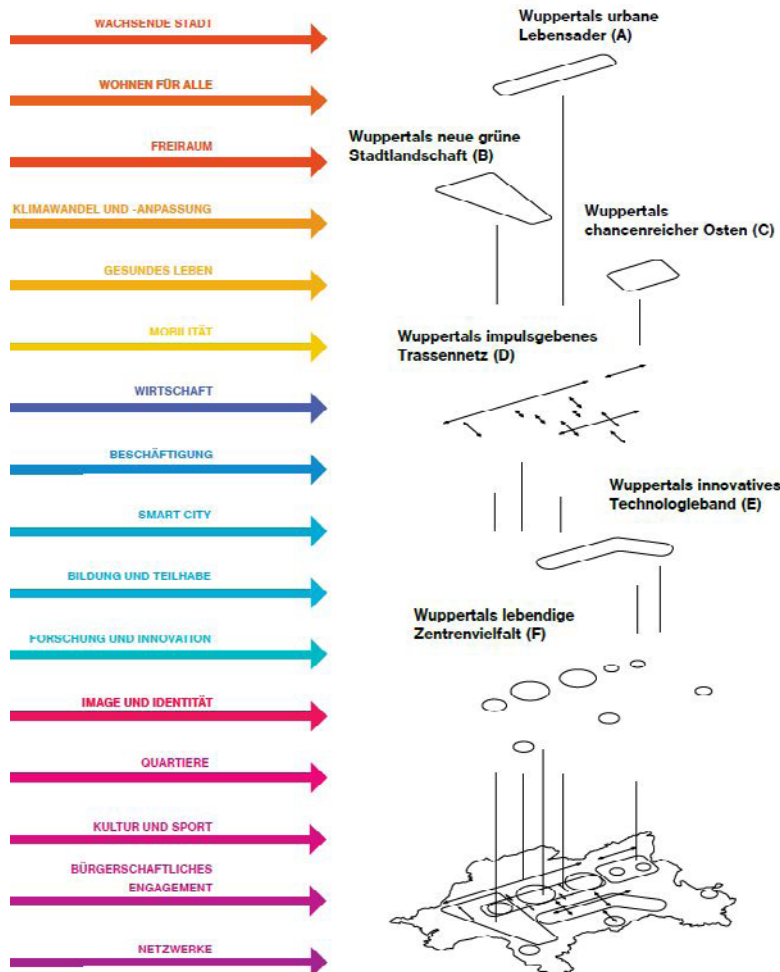 WACHSENDE STADT
WOHNEN FÜR ALLE
FREIRAUM
KLIMAWANDEL UND -ANPASSUNG
GESUNDES LEBEN
MOBILITÄT
WIRTSCHAFT
BESCHÄFTIGUNG
SMART CITY
BILDUNG UND TEILHABE
FORSCHUNG UND INNOVATION
IMAGE UND IDENTITÄT
QUARTIERE
KULTUR UND SPORT
BÜRGERSCHAFTLICHES
ENGAGEMENT
NETZWERKE
Wuppertals urbane
Lebensader (A)
Wuppertals neue grüne
Stadtlandschaft (B)
Wuppertals
chancenreicher Osten (C)
Wuppertals impulsgebenes
Trassennetz (D)
Wuppertals innovatives
Technologieband (E)
Wuppertals lebendige
Zentrenvielfalt (F)